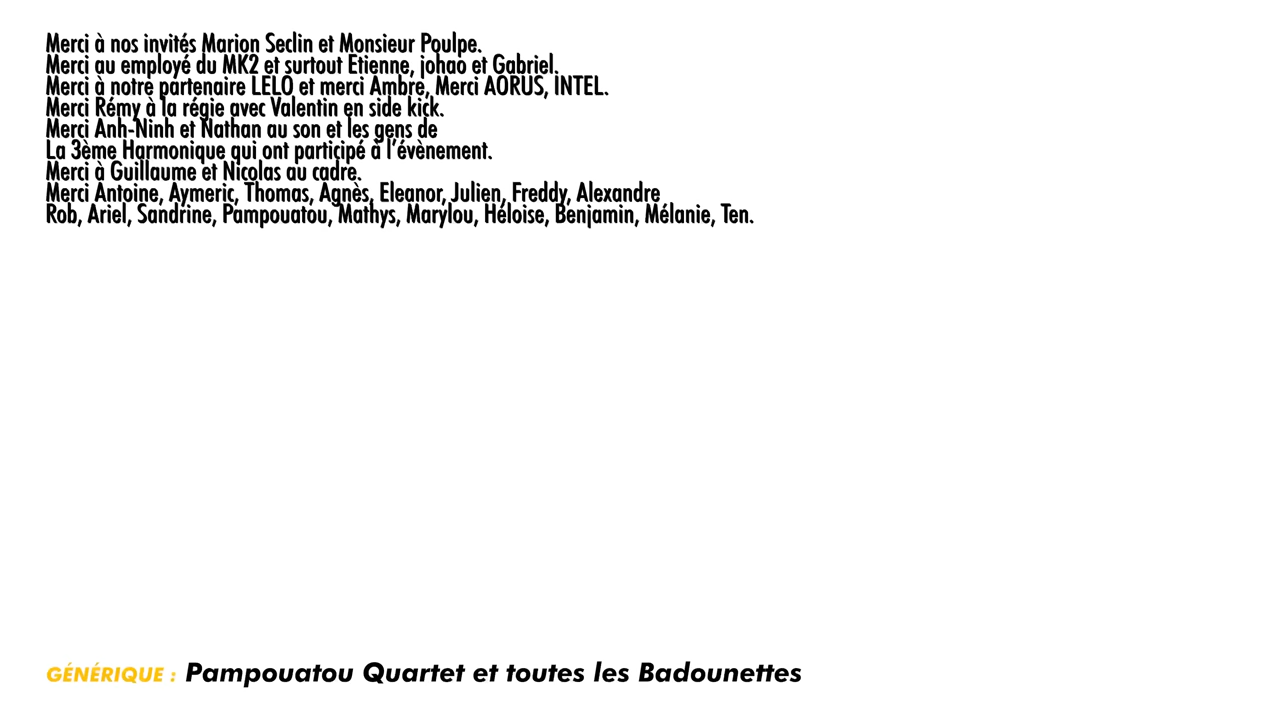 Merci à nos invités Marion Seclin et Monsieur Poulpe.
Merci au employé du MK2 et surtout Etienne, johao et Gabriel.
Merci à notre partenaire LELO et merci Ambre, Merci AORUS, INTEL.
Merci Rémy à la régie avec Valentin en side kick.
Merci Anh-Ninh et Nathan au son et les gens de
La 3ème Harmonique qui ont participé à l'évènement.
Merci à Guillaume et Nicolas au cadre.
Merci Antoine, Aymeric, Thomas, Agnès, Eleanor, Julien, Freddy, Alexandre
Rob, Ariel, Sandrine, Pampouatou, Mathys, Marylou, Héloise, Benjamin, Mélanie, Ten.
GÉNÉRIQUE : Pampouatou Quartet et toutes les Badounettes